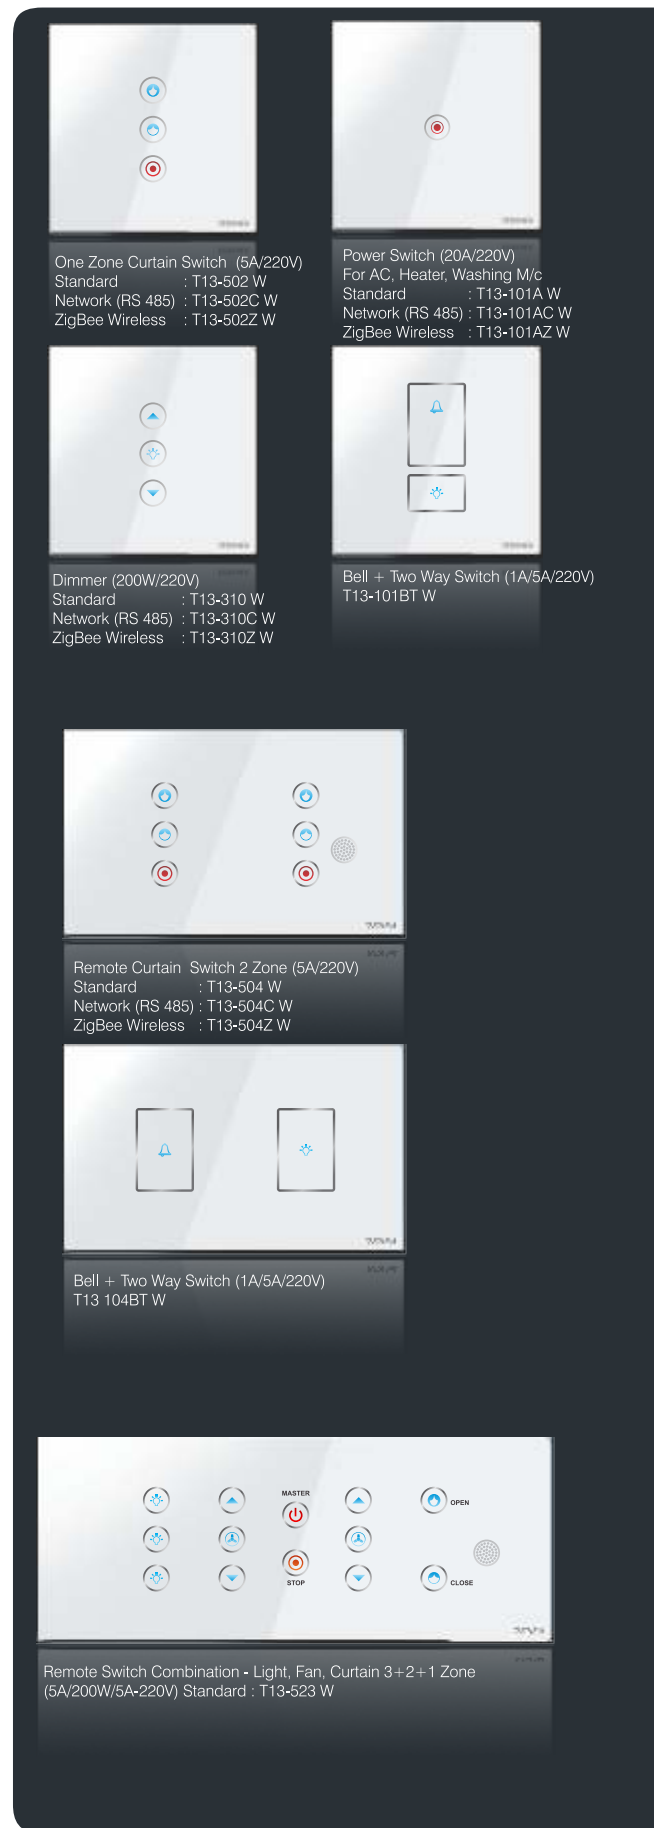 One Zone Curtain Switch (5A/220V)
Standard : T13-502 W
Network (RS 485) : T13-502C W
ZigBee Wireless : T13-502Z W
Power Switch (20A/220V)
For AC, Heater, Washing M/c
Standard : T13-101A W
Network (RS 485) : T13-101AC W
ZigBee Wireless : T13-101AZ W
Dimmer (200W/220V)
Standard : T13-310 W
Network (RS 485) : T13-310C W
ZigBee Wireless : T13-310Z W
Bell + Two Way Switch (1A/5A/220V)
T13-101BT W
Remote Curtain Switch 2 Zone (5A/220V)
Standard : T13-504 W
Network (RS 485) : T13-504C W
ZigBee Wireless : T13-504Z W
Bell + Two Way Switch (1A/5A/220V)
T13 104BT W
MASTER
OPEN
STOP
CLOSE
Remote Switch Combination - Light, Fan, Curtain 3+2+1 Zone
(5A/200W/5A-220V) Standard : T13-523 W